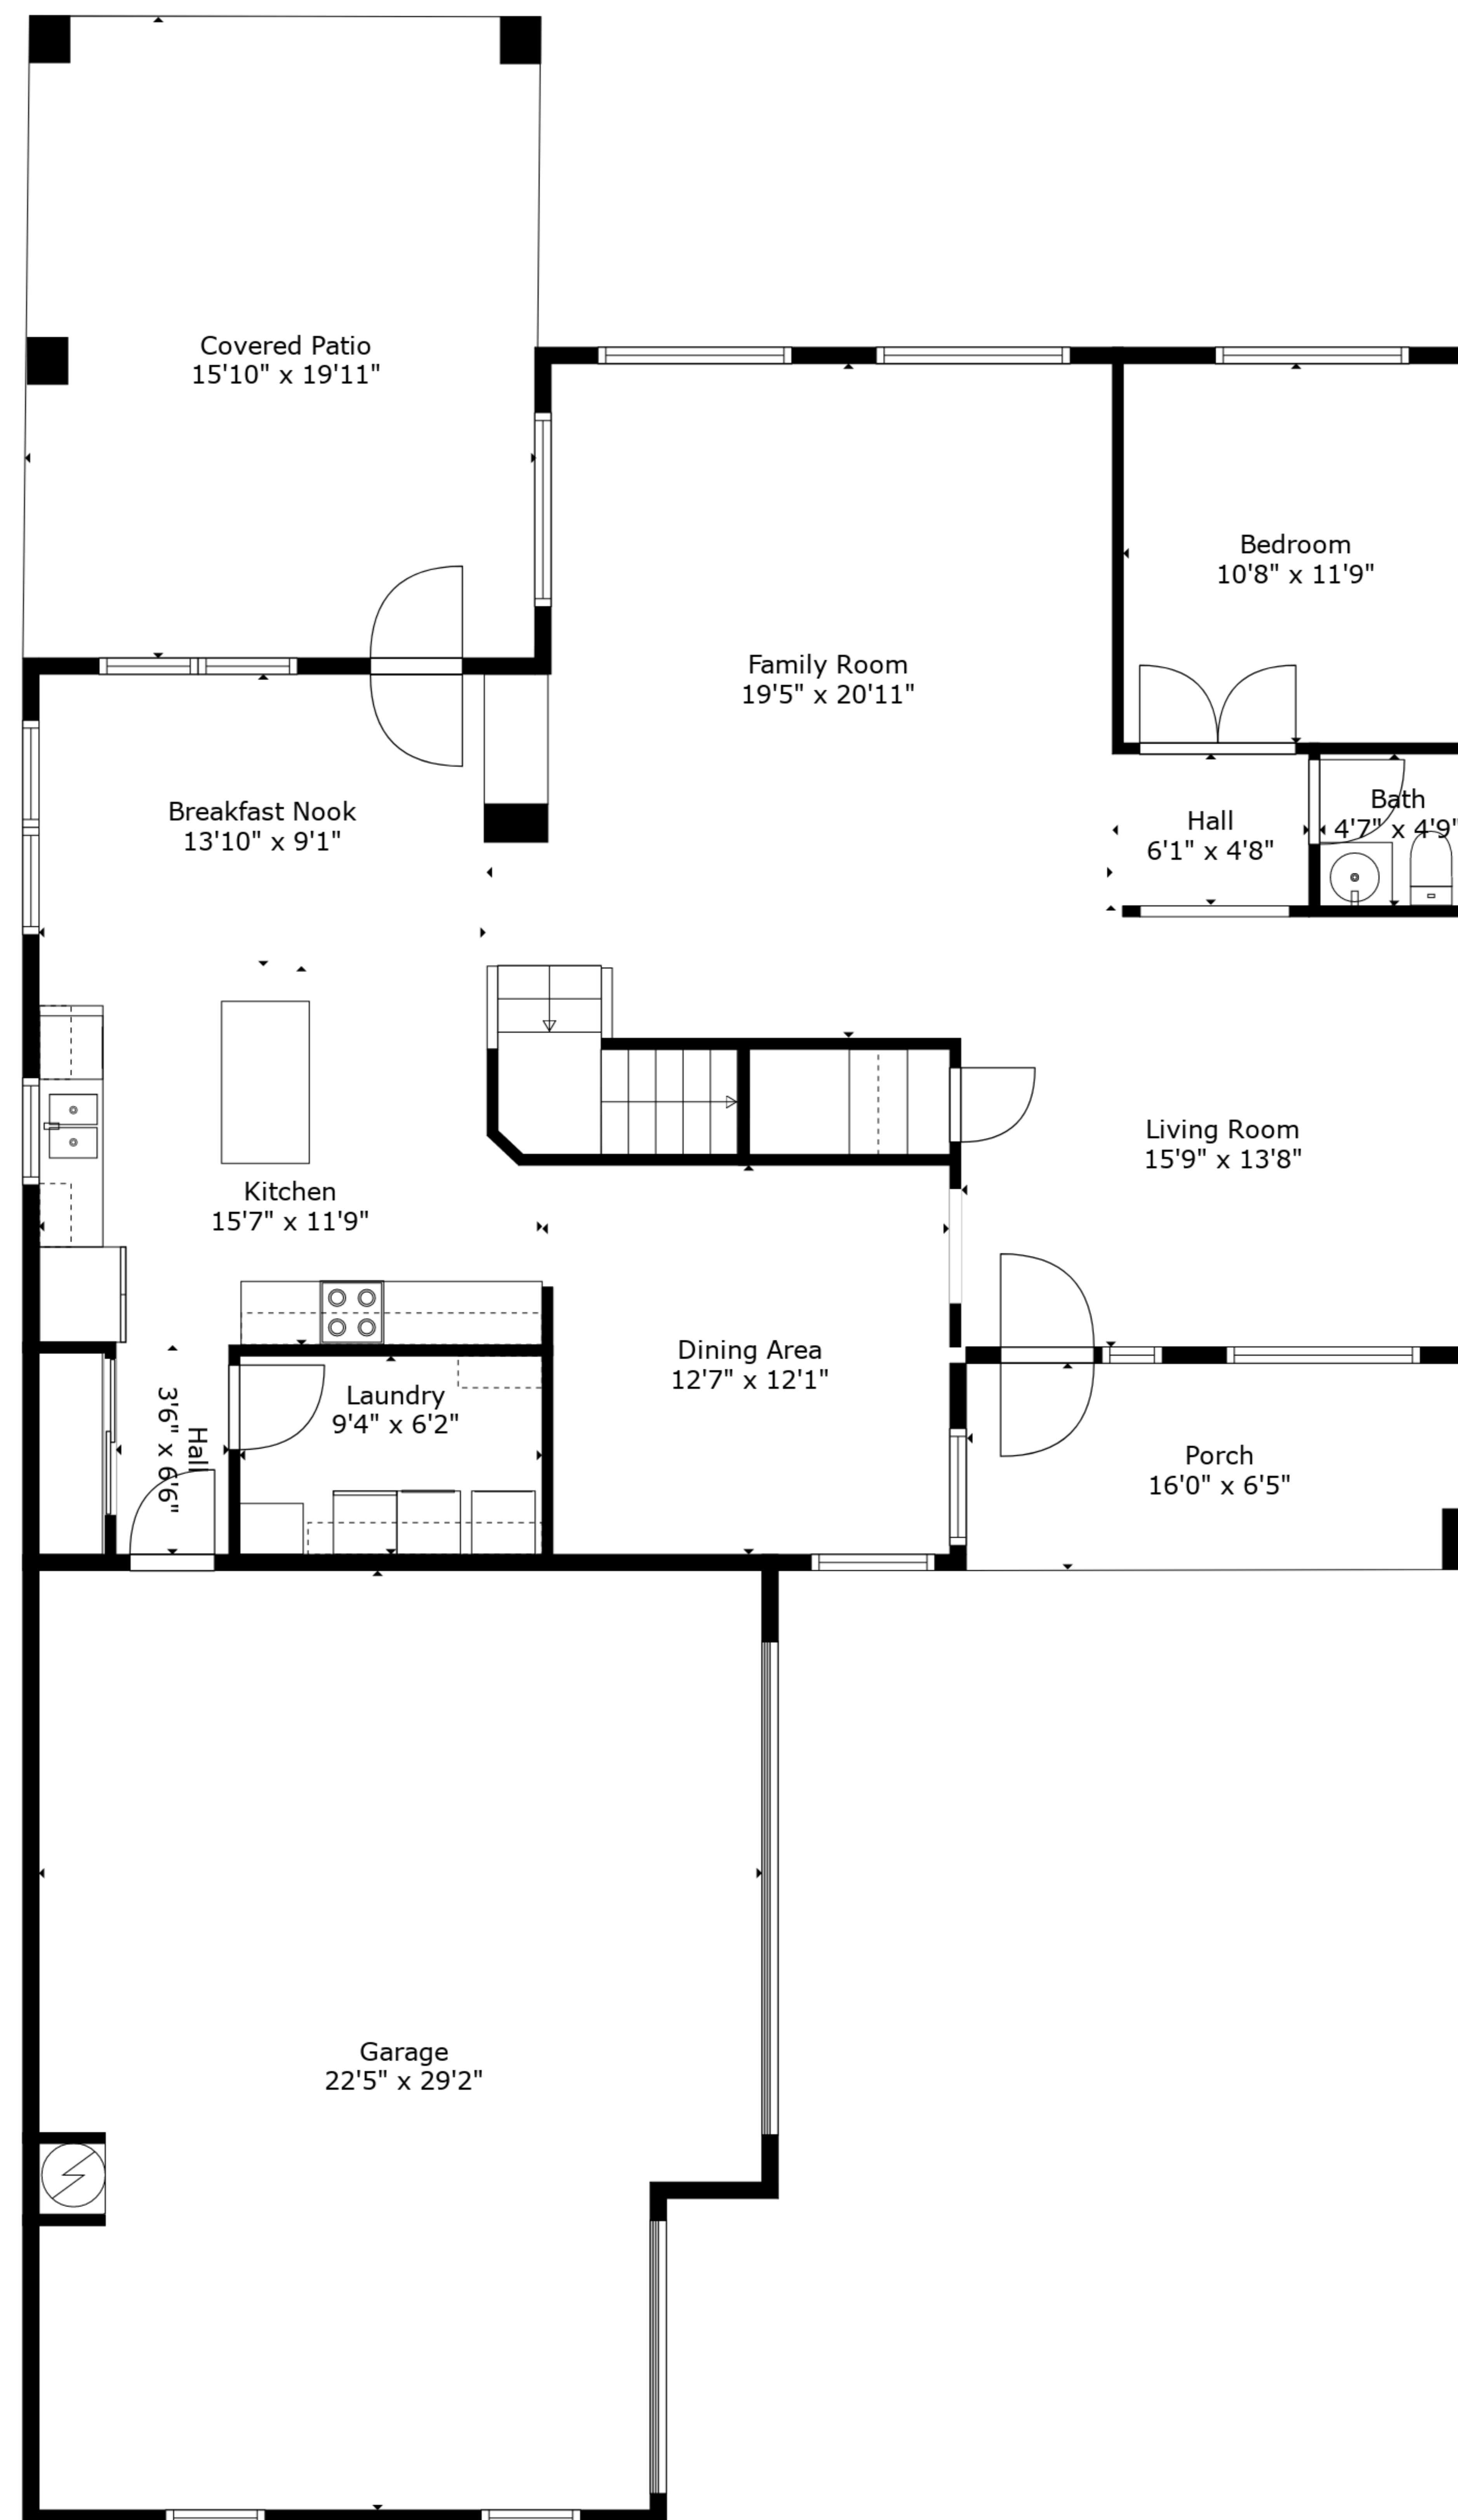 Covered Patio
15'10" x 19'11"
Bedroom
10'8" x 11'9"
Family Room
19'5" x 20'11"
Breakfast Nook
13'10" x 9'1"
Hall
6'1" x 4'8"
Bath
4'7" x 4'9"
Living Room
15'9" x 13'8"
Kitchen
15'7" x 11'9"
Dining Area
12'7" x 12'1"
Laundry
9'4" x 6'2"
Hall
3'6" x 6'6"
Porch
16'0" x 6'5"
Garage
22'5" x 29'2"